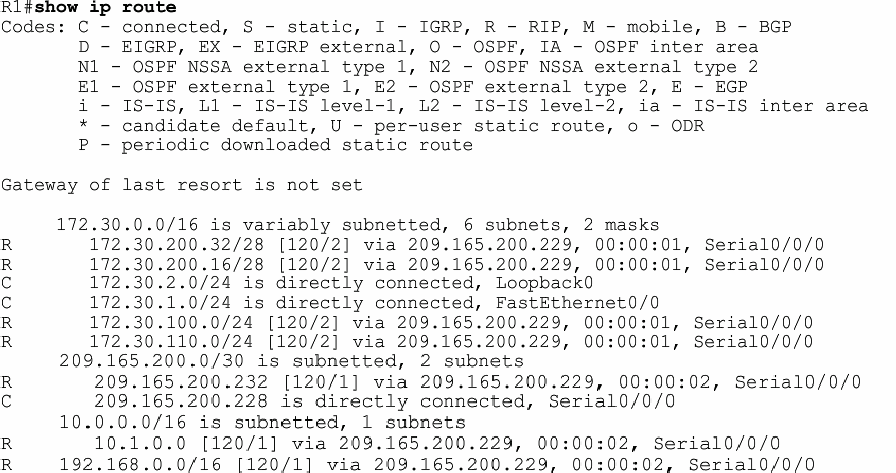 R1#show ip route
Codes: C - connected, S - static, I - IGRP, R - RIP, M - mobile, B - BGP
D - EIGRP, EX - EIGRP external, O - OSPF, IA - OSPF inter area
N1 - OSPF NSSA external type 1, N2 - OSPF NSSA external type 2
E1 - OSPF external type 1, E2 - OSPF external type 2, E - EGP
i - IS-IS, L1 - IS-IS level-1, L2 - IS-IS level-2, ia - IS-IS inter area
* - candidate default, U - per-user static route, o - ODR
P - periodic downloaded static route
Gateway of last resort is not set
172.30.0.0/16 is variably subnetted, 6 subnets, 2 masks
R 172.30.200.32/28 [120/2] via 209.165.200.229, 00:00:01, Serial0/0/0
R 172.30.200.16/28 [120/2] via 209.165.200.229, 00:00:01, Serial0/0/0
C 172.30.2.0/24 is directly connected, Loopback0
C 172.30.1.0/24 is directly connected, FastEthernet0/0
R 172.30.100.0/24 [120/2] via 209.165.200.229, 00:00:01, Serial0/0/0
R 172.30.110.0/24 [120/2] via 209.165.200.229, 00:00:01, Serial0/0/0
209.165.200.0/30 is subnetted, 2 subnets
R 209.165.200.232 [120/1] via 209.165.200.229, 00:00:02, Serial0/0/0
C 209.165.200.228 is directly connected, Serial0/0/0
10.0.0.0/16 is subnetted, 1 subnets
R 10.1.0.0 [120/1] via 209.165.200.229, 00:00:02, Serial0/0/0
R 192.168.0.0/16 [120/1] via 209.165.200.229, 00:00:02, Serial0/0/0